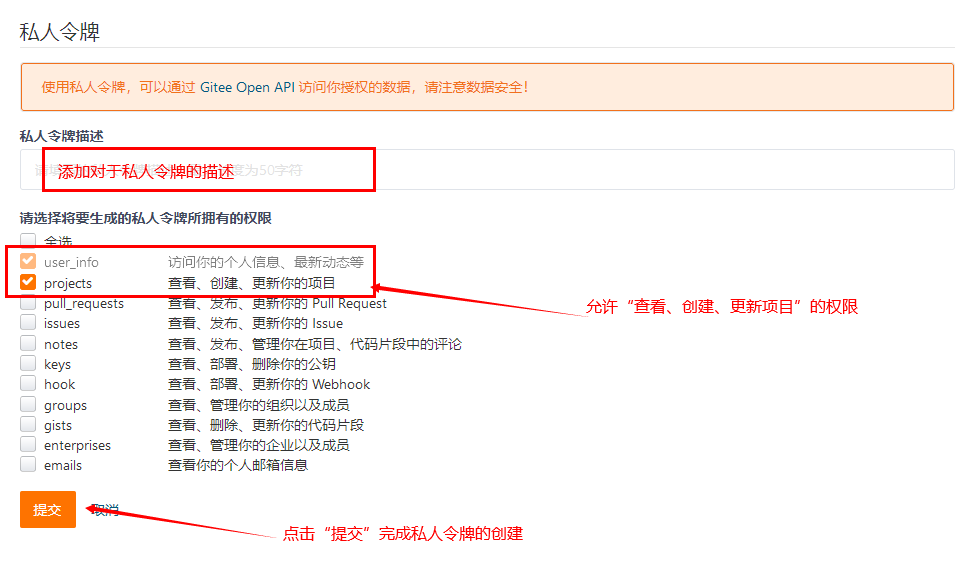 私人令牌
使用私人令牌，可以通过 Gitee Open API 访问你授权的数据，请注意数据安全！
私人令牌描述
添加对于私人令牌的描述 度为50字符
请选择将要生成的私人令牌所拥有的权限
全选
user_info 访问你的个人信息、最新动态等
projects 查看、创建、更新你的项目
pull_requests 查看、发布、更新你的 Pull Request
允许“查看、创建、更新项目”的权限
issues 查看、发布、更新你的 Issue
notes 查看、发布、管理你在项目、代码片段中的评论
keys 查看、部署、删除你的公钥
hook 查看、部署、更新你的 Webhook
groups 查看、管理你的组织以及成员
gists 查看、删除、更新你的代码片段
enterprises 查看、管理你的企业以及成员
emails 查看你的个人邮箱信息
提交 取消
点击“提交”完成私人令牌的创建